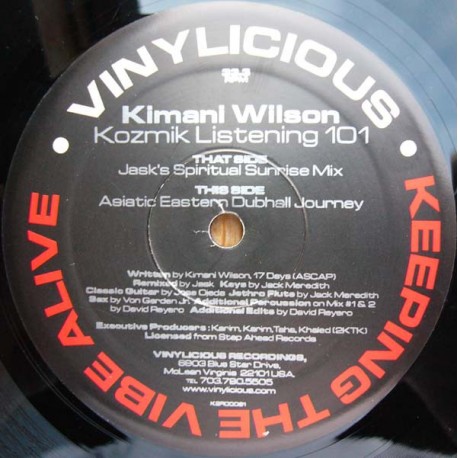 VINYLICIOUS
KEEPING THE VIBE ALIVE
33.3
RPM
Kimani Wilson
Kozmik Listening 101
THAT SIDE
Jask's Spiritual Sunrise Mix
THIS SIDE
Asiatic Eastern Dubhall Journey
Written by Kimani Wilson, 17 Days (ASCAP)
Remixed by Jask Keys by Jack Meredith
Classic Guitar by Jose Ojeda Jethro Flute by Jack Meredith
Sax by Von Garden Jr. Additional Percussion on Mix #1 & 2
by David Reyero Additional Edits by David Reyero
Executive Producers : Karim, Karim, Taha, Khaled (2KTK)
Licensed from Step Ahead Records
VINYLICIOUS RECORDINGS,
6903 Blue Star Drive,
McLean Virginia 22101 USA.
TEL 703.790.5505
www.vinylicious.com